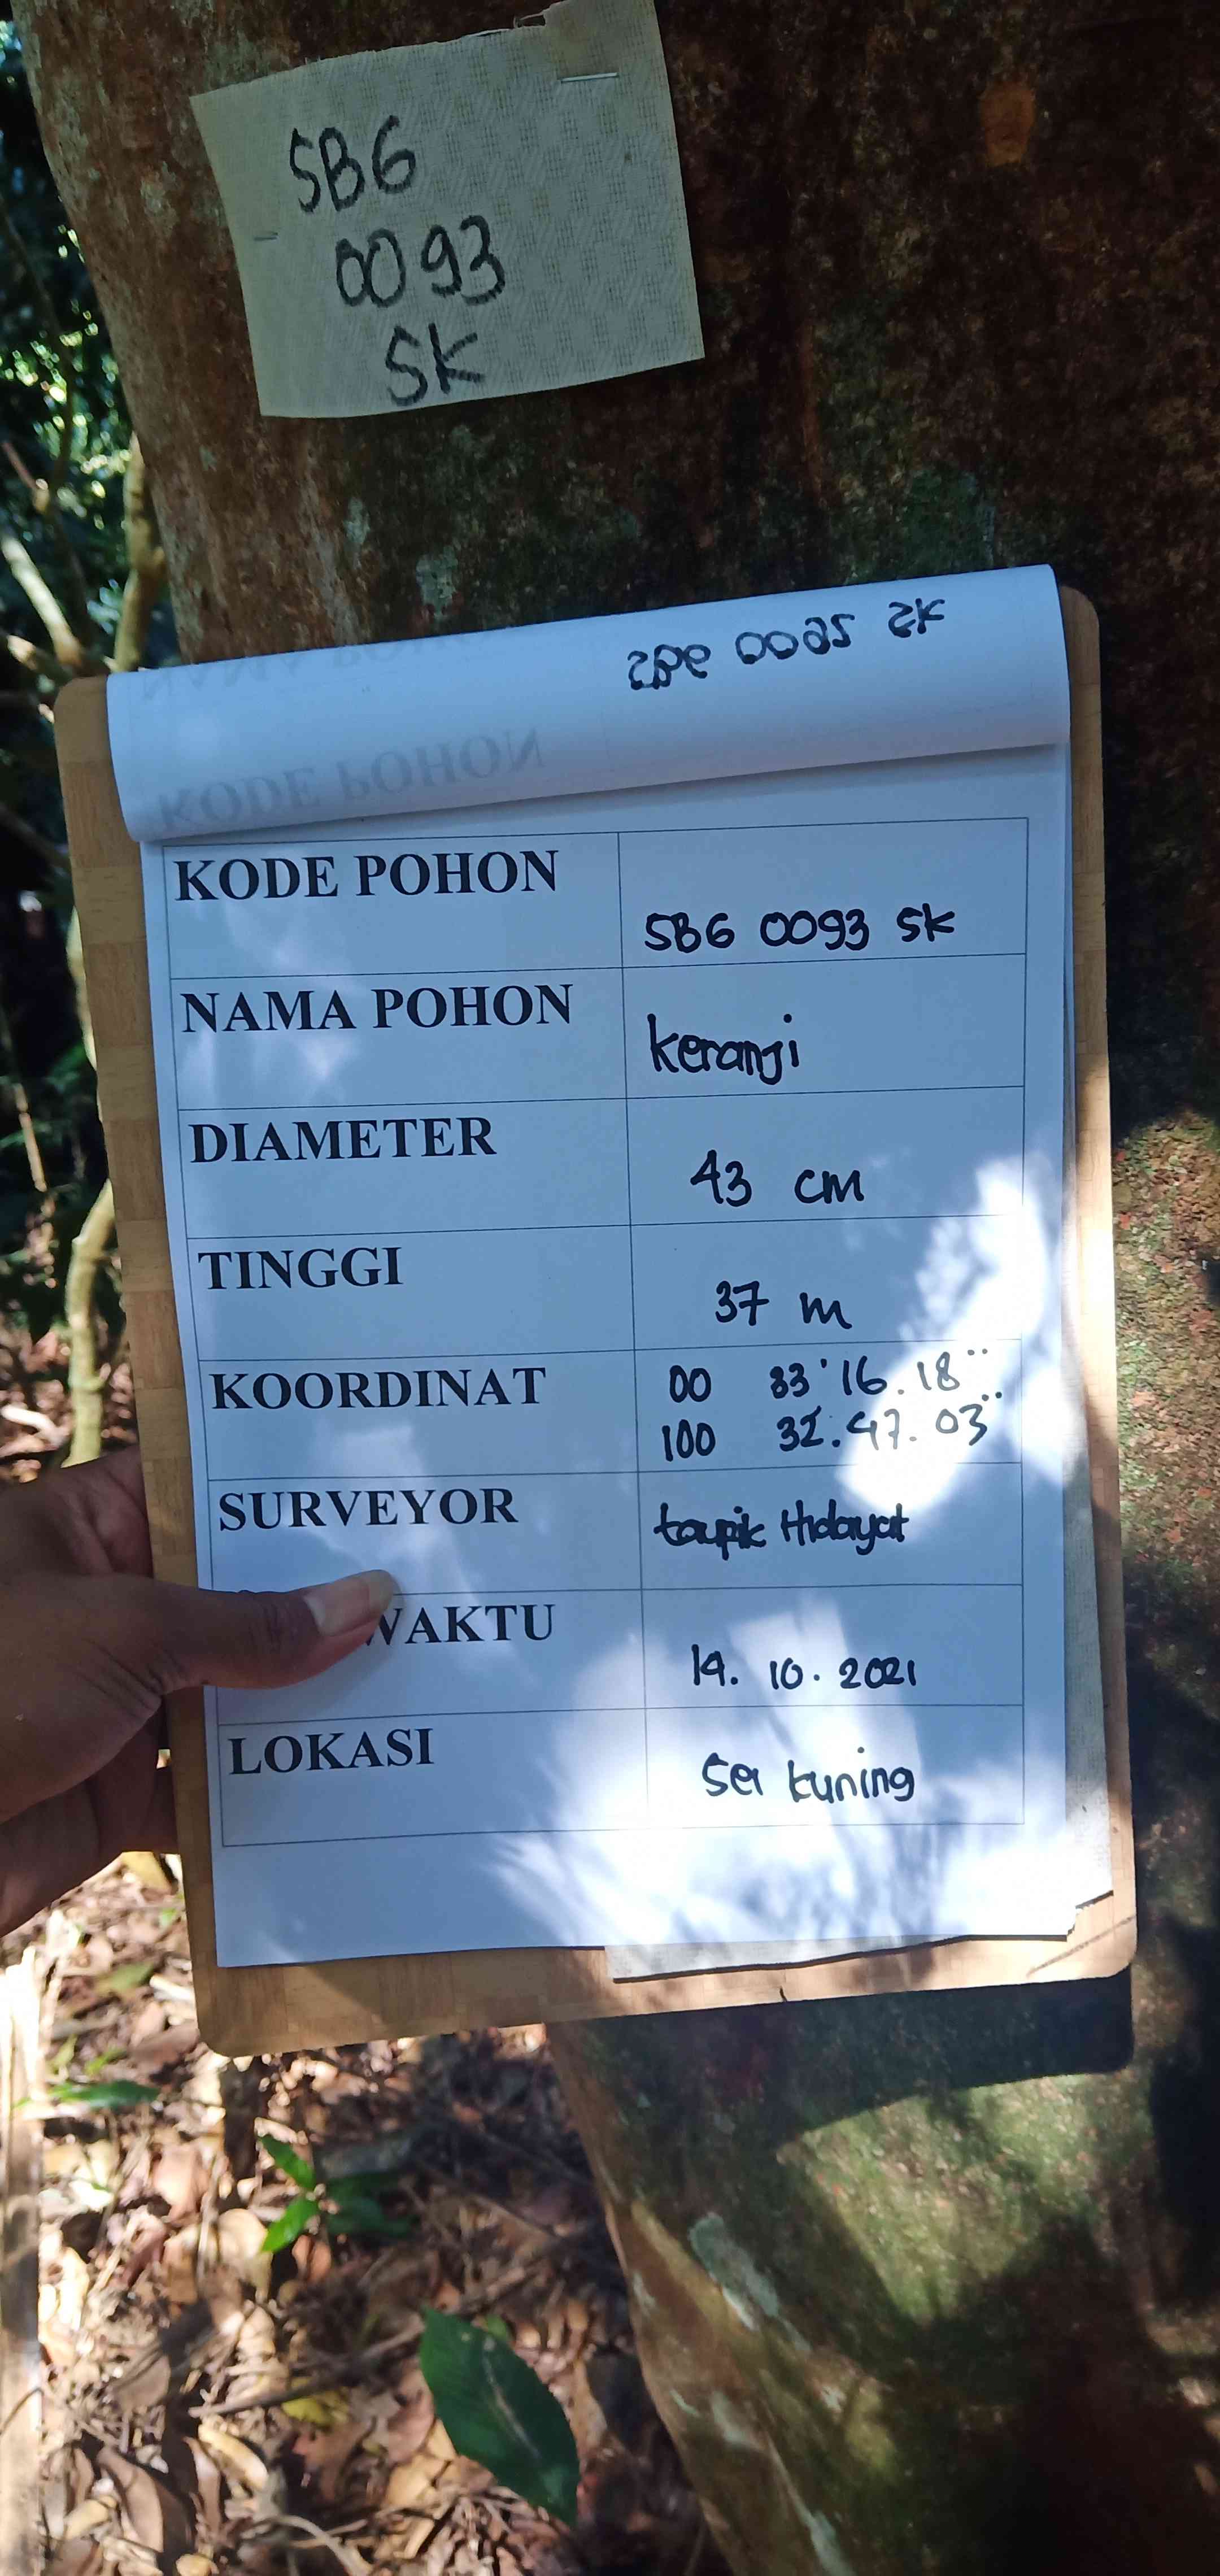 SBG
0093
SK
SBG 0092 SK
KODE POHON
KODE POHON
SBG 0093 SK
NAMA POHON
keranji
DIAMETER
43 cm
TINGGI
37 m
KOORDINAT
00 33'16.18"
100 32.47.03"
SURVEYOR
taupik Hidayat
WAKTU
14.10.2021
LOKASI
Sei kuning